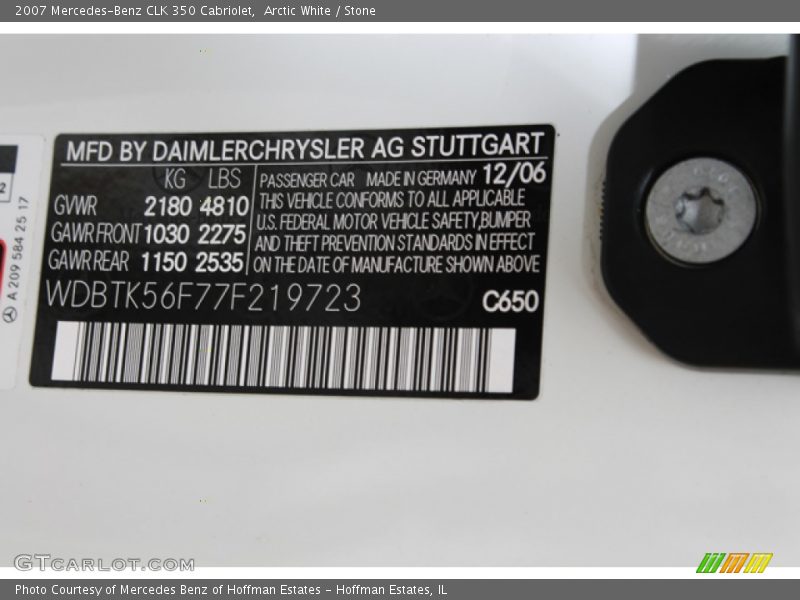 2007 Mercedes-Benz CLK 350 Cabriolet,  Arctic White / Stone
MFD BY DAIMLERCHRYSLER AG STUTTGART
KG LBS
GVWR 2180 4810
GAWR FRONT 1030 2275
GAWR REAR 1150 2535
PASSENGER CAR MADE IN GERMANY 12/06
THIS VEHICLE CONFORMS TO ALL APPLICABLE
U.S. FEDERAL MOTOR VEHICLE SAFETY,BUMPER
AND THEFT PREVENTION STANDARDS IN EFFECT
ON THE DATE OF MANUFACTURE SHOWN ABOVE
WDBTK56F77F219723
C650
A 209 584 25 17
2
GTCARLOT.COM
Photo Courtesy of Mercedes Benz of Hoffman Estates - Hoffman Estates, IL